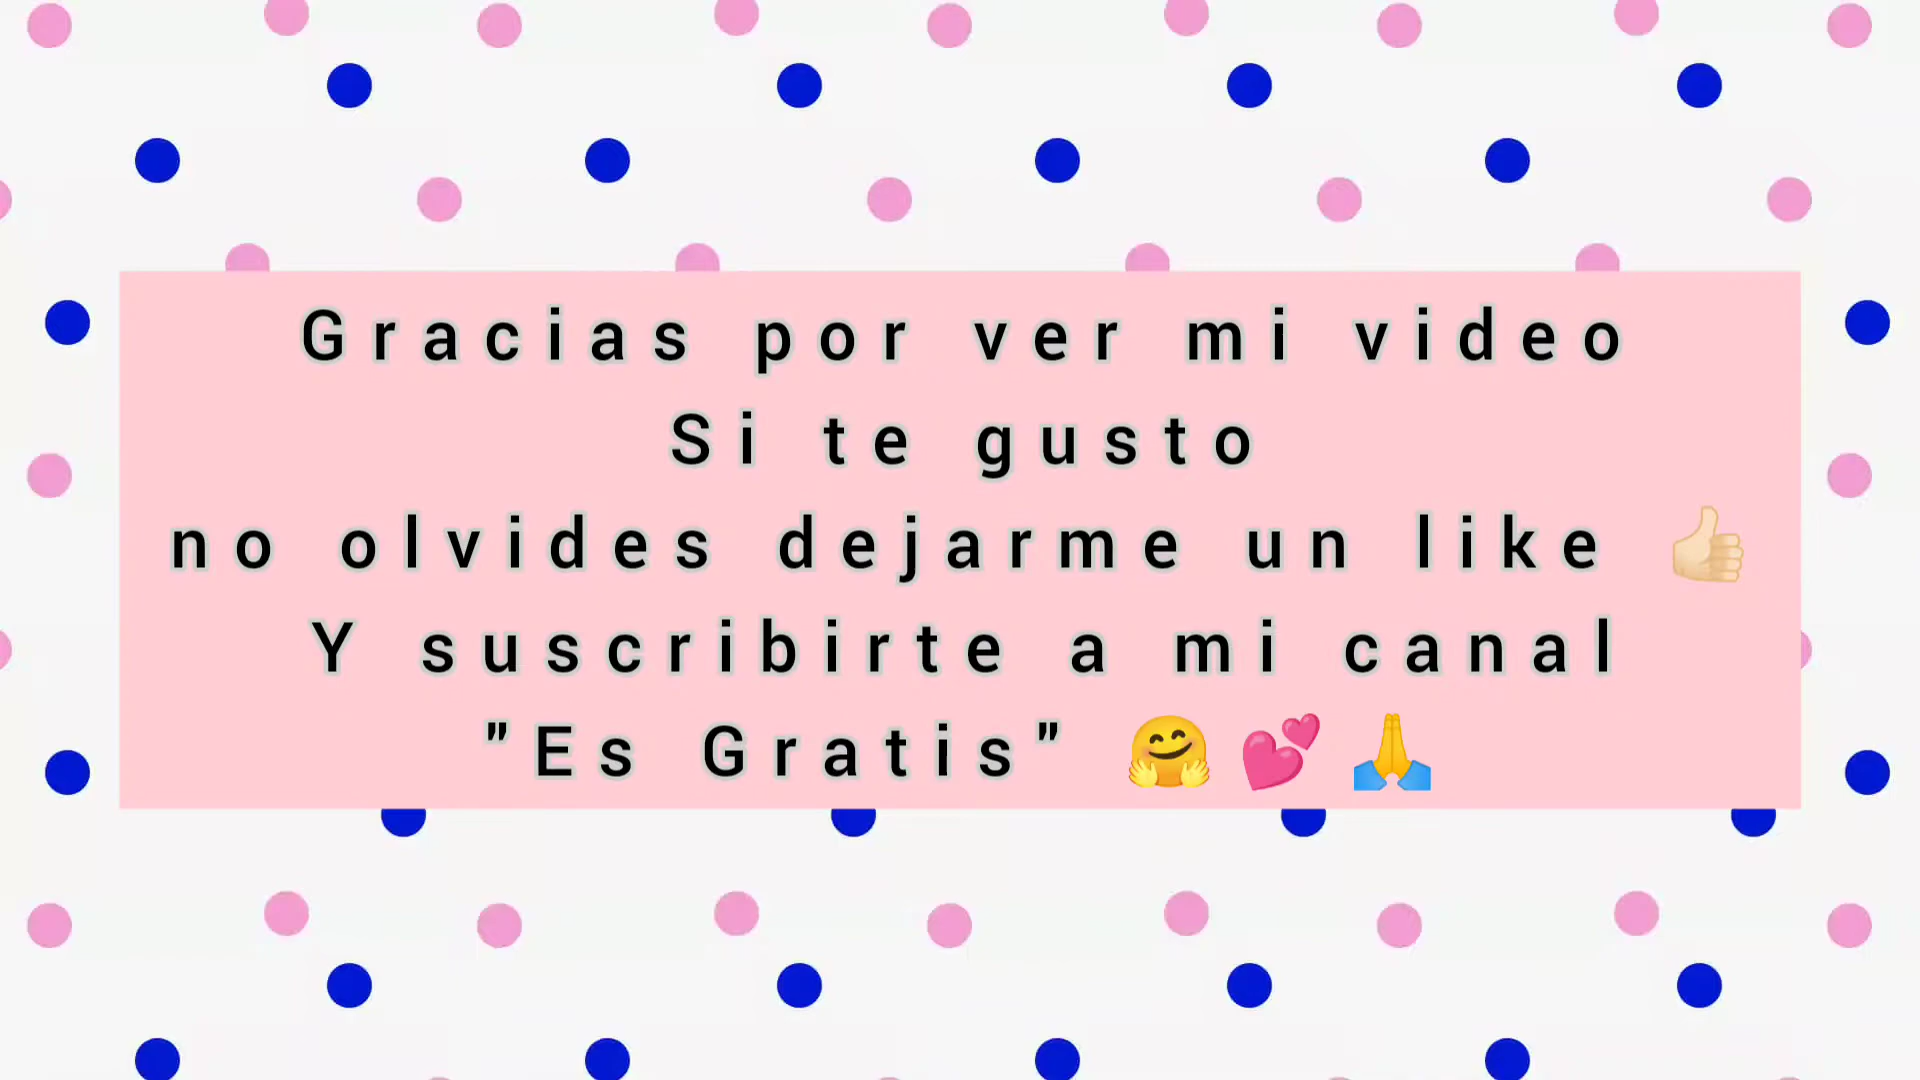 Gracias por ver mi video
Si te gusto
no olvides dejarme un like 👍🏻
Y suscribirte a mi canal
"Es Gratis" 🤗💕🙏